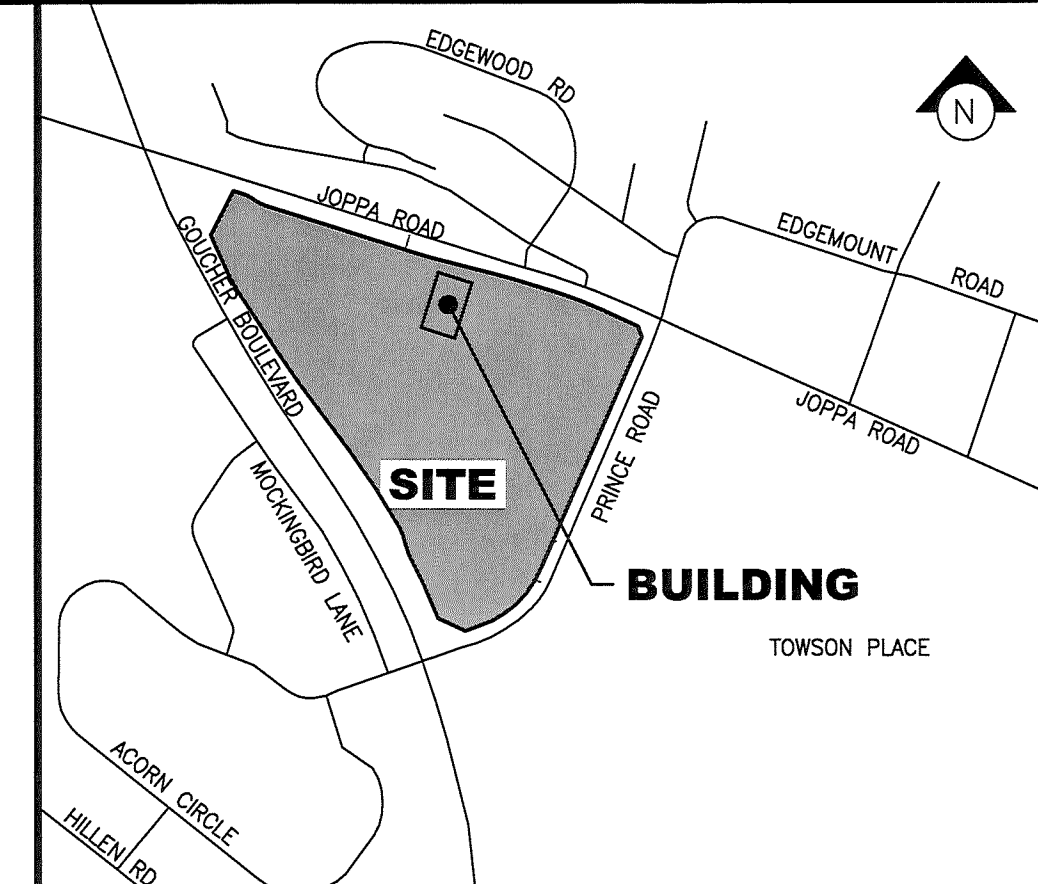 EDGEWOOD RD
N
JOPPA ROAD
EDGEMOUNT ROAD
GOUCHER BOULEVARD
JOPPA ROAD
PRINCE ROAD
SITE
MOCKINGBIRD LANE
BUILDING
TOWSON PLACE
ACORN CIRCLE
HILLEN RD